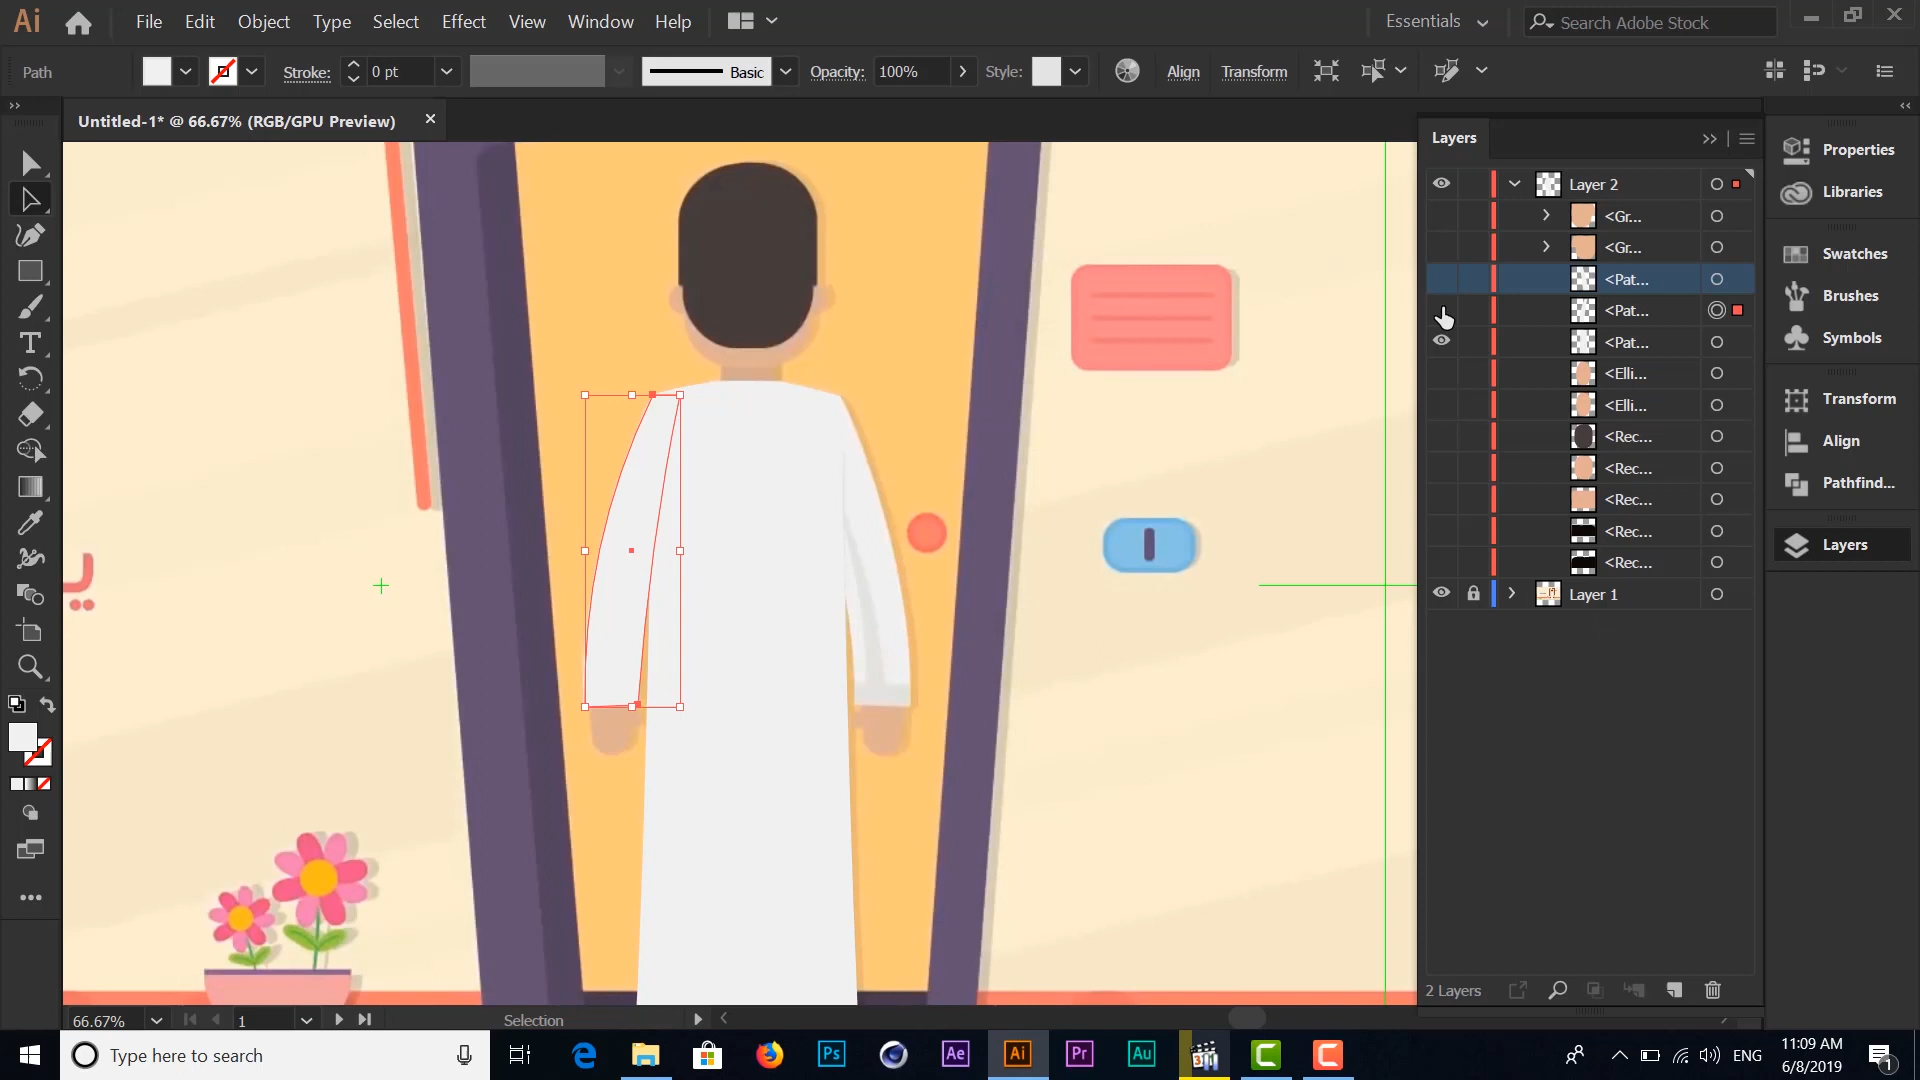 Ai File Edit Object Type Select Effect View Window Help Essentials Search Adobe Stock
Path Stroke: 0 pt Basic Opacity: 100% Style: Align Transform
Untitled-1* @ 66.67% (RGB/GPU Preview)
Layers
Layer 2
<Gr...
<Gr...
<Pat...
<Pat...
<Pat...
<Elli...
<Elli...
<Rec...
<Rec...
<Rec...
<Rec...
<Rec...
Layer 1
2 Layers
Properties
Libraries
Swatches
Brushes
Symbols
Transform
Align
Pathfind...
Layers
66.67% 1 Selection
Type here to search
Ps Ae Ai Pr Au
ENG
11:09 AM
6/8/2019
1